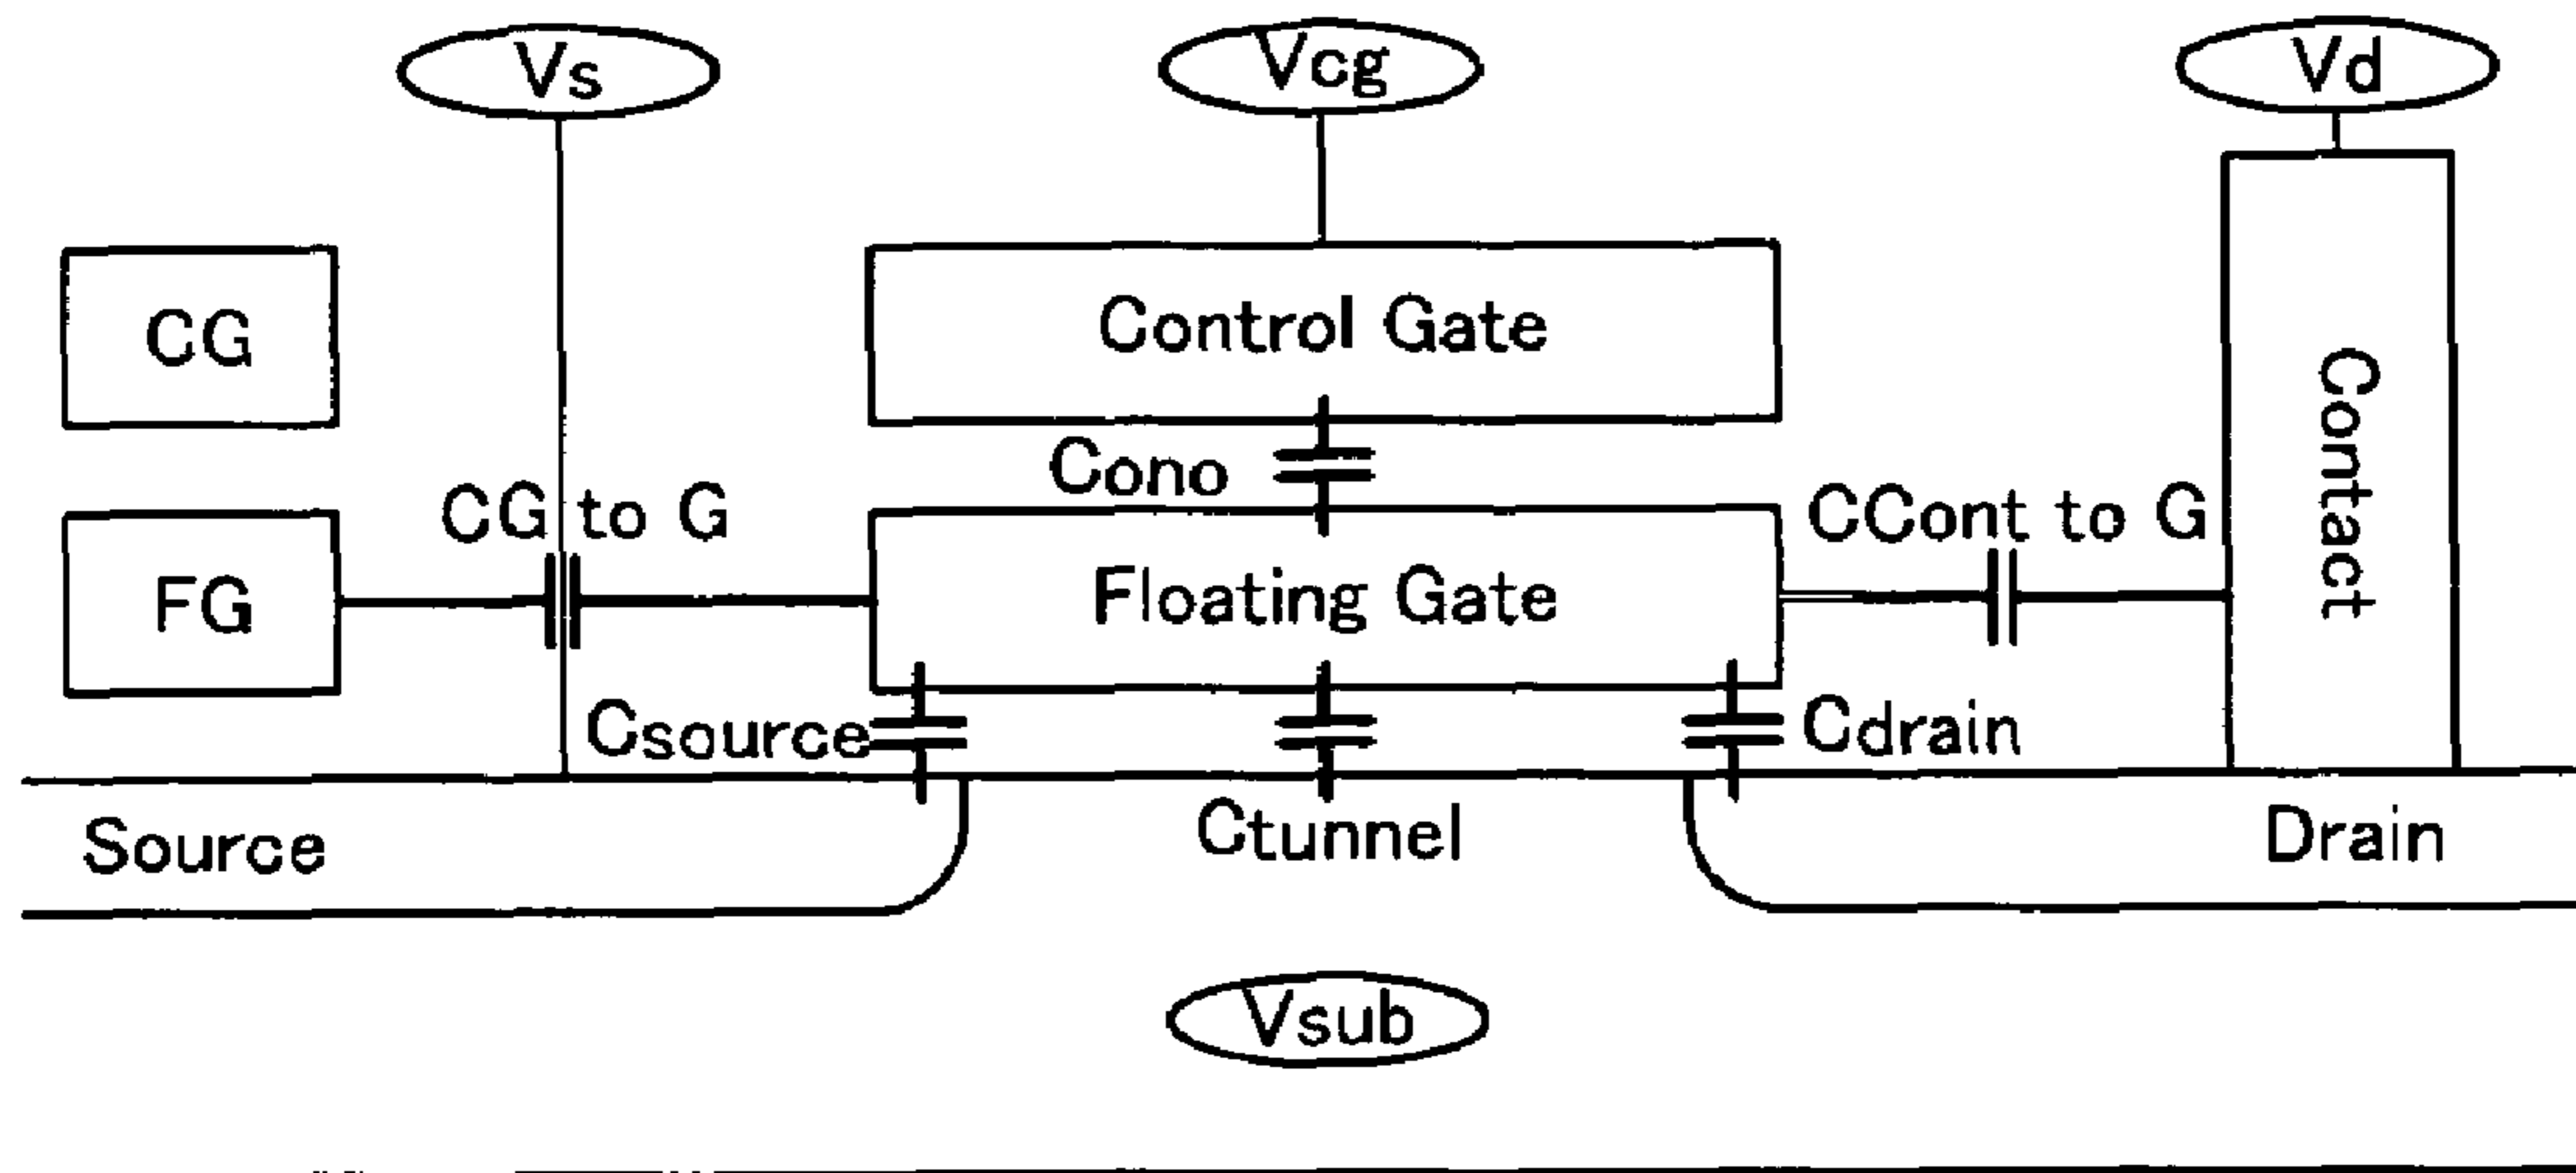 Vs
Vcg
Vd
CG
Control Gate
Contact
Cono
CG to G
CCont to G
FG
Floating Gate
Csource
Cdrain
Ctunnel
Source
Drain
Vsub